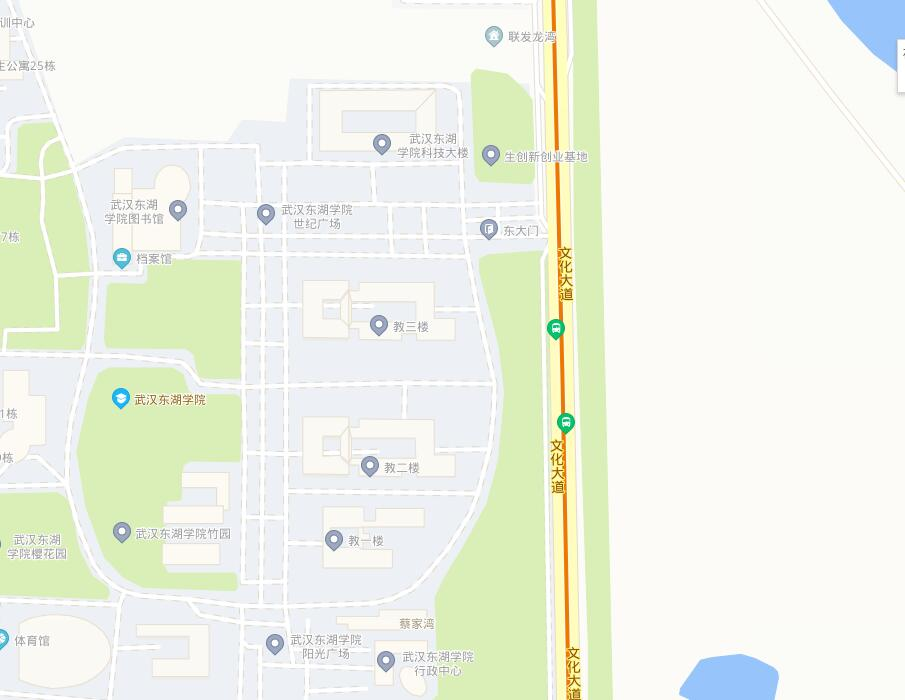 训中心
联发龙湾
生公寓25栋
武汉东湖
学院科技大楼
生创新创业基地
武汉东湖
学院图书馆
武汉东湖学院
世纪广场
东大门
7栋
档案馆
文化大道
教三楼
武汉东湖学院
1栋
教二楼
文化大道
9栋
武汉东湖学院竹园
教一楼
武汉东湖
学院樱花园
蔡家湾
体育馆
武汉东湖学院
阳光广场
武汉东湖学院
行政中心
文化大道